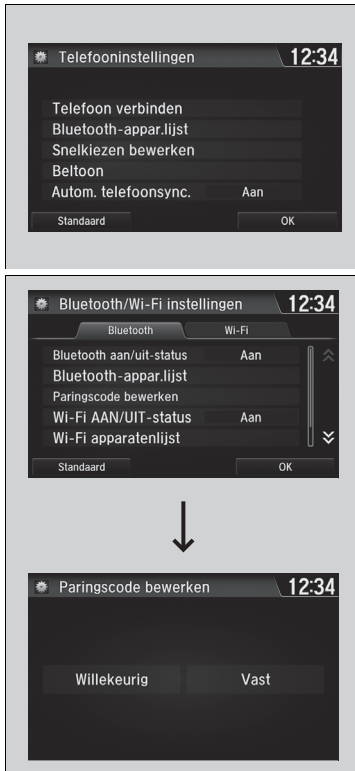 Telefooninstellingen 12:34
Telefoon verbinden
Bluetooth-appar.lijst
Snelkiezen bewerken
Beltoon
Autom. telefoonsync. Aan
Standaard OK
Bluetooth/Wi-Fi instellingen 12:34
Bluetooth Wi-Fi
Bluetooth aan/uit-status Aan
Bluetooth-appar.lijst
Paringscode bewerken
Wi-Fi AAN/UIT-status Aan
Wi-Fi apparatenlijst
Standaard OK
Paringscode bewerken 12:34
Willekeurig Vast